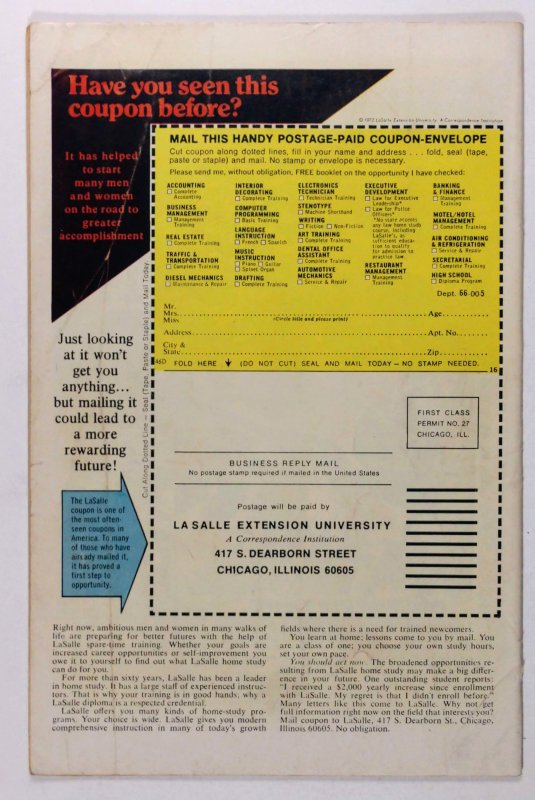 Have you seen this
coupon before?
© 1972 LaSalle Extension University, A Correspondence Institution
It has helped
to start
many men
and women
on the road to
greater
accomplishment
MAIL THIS HANDY POSTAGE-PAID COUPON-ENVELOPE
Cut coupon along dotted lines, fill in your name and address . . . fold, seal (tape,
paste or staple) and mail. No stamp or envelope is necessary.
Please send me, without obligation, FREE booklet on the opportunity I have checked:
ACCOUNTING
☐ Complete
Accounting
BUSINESS
MANAGEMENT
☐ Management
Training
REAL ESTATE
☐ Complete Training
TRAFFIC &
TRANSPORTATION
☐ Complete Training
DIESEL MECHANICS
☐ Maintenance & Repair
INTERIOR
DECORATING
☐ Complete Training
COMPUTER
PROGRAMMING
☐ Basic Training
LANGUAGE
INSTRUCTION
☐ French ☐ Spanish
MUSIC
INSTRUCTION
☐ Piano ☐ Guitar
☐ Spinet Organ
DRAFTING
☐ Complete Training
ELECTRONICS
TECHNICIAN
☐ Technician Training
STENOTYPE
☐ Machine Shorthand
WRITING
☐ Fiction ☐ Non-Fiction
ART TRAINING
☐ Complete Training
DENTAL OFFICE
ASSISTANT
☐ Complete Training
AUTOMOTIVE
MECHANICS
☐ Service & Repair
EXECUTIVE
DEVELOPMENT
☐ Law for Executive
Leadership*
☐ Law for Police
Officers*
*No state accepts
any law home study
course, including
LaSalle's, as
sufficient educa-
tion to qualify
for admission to
practice law.
RESTAURANT
MANAGEMENT
☐ Management
Training
BANKING
& FINANCE
☐ Management
Training
MOTEL/HOTEL
MANAGEMENT
☐ Complete Training
AIR CONDITIONING
& REFRIGERATION
☐ Service & Repair
SECRETARIAL
☐ Complete Training
HIGH SCHOOL
☐ Diploma Program
Dept. 66-005
Mr.
Mrs.
Miss
Age
(Circle title and please print)
Address
Apt. No.
City &
State
Zip
46D
FOLD HERE ↓ (DO NOT CUT) SEAL AND MAIL TODAY – NO STAMP NEEDED.
16
Cut Along Dotted Line – Seal (Tape, Paste or Staple) and Mail Today
Just looking
at it won't
get you
anything...
but mailing it
could lead to
a more
rewarding
future!
FIRST CLASS
PERMIT NO. 27
CHICAGO, ILL.
BUSINESS REPLY MAIL
No postage stamp required if mailed in the United States
The LaSalle
coupon is one of
the most often-
seen coupons in
America. To many
of those who have
already mailed it,
it has proved a
first step to
opportunity.
Postage will be paid by
LA SALLE EXTENSION UNIVERSITY
A Correspondence Institution
417 S. DEARBORN STREET
CHICAGO, ILLINOIS 60605
Right now, ambitious men and women in many walks of
life are preparing for better futures with the help of
LaSalle spare-time training. Whether your goals are
increased career opportunities or self-improvement you
owe it to yourself to find out what LaSalle home study
can do for you.
For more than sixty years, LaSalle has been a leader
in home study. It has a large staff of experienced instruc-
tors. That is why your training is in good hands, why a
LaSalle diploma is a respected credential.
LaSalle offers you many kinds of home-study pro-
grams. Your choice is wide. LaSalle gives you modern
comprehensive instruction in many of today's growth
fields where there is a need for trained newcomers.
You learn at home; lessons come to you by mail. You
are a class of one; you choose your own study hours,
set your own pace.
You should act now. The broadened opportunities re-
sulting from LaSalle home study may make a big differ-
ence in your future. One outstanding student reports:
"I received a $2,000 yearly increase since enrollment
with LaSalle. My regret is that I didn't enroll before."
Many letters like this come to LaSalle. Why not get
full information right now on the field that interests you?
Mail coupon to LaSalle, 417 S. Dearborn St., Chicago,
Illinois 60605. No obligation.